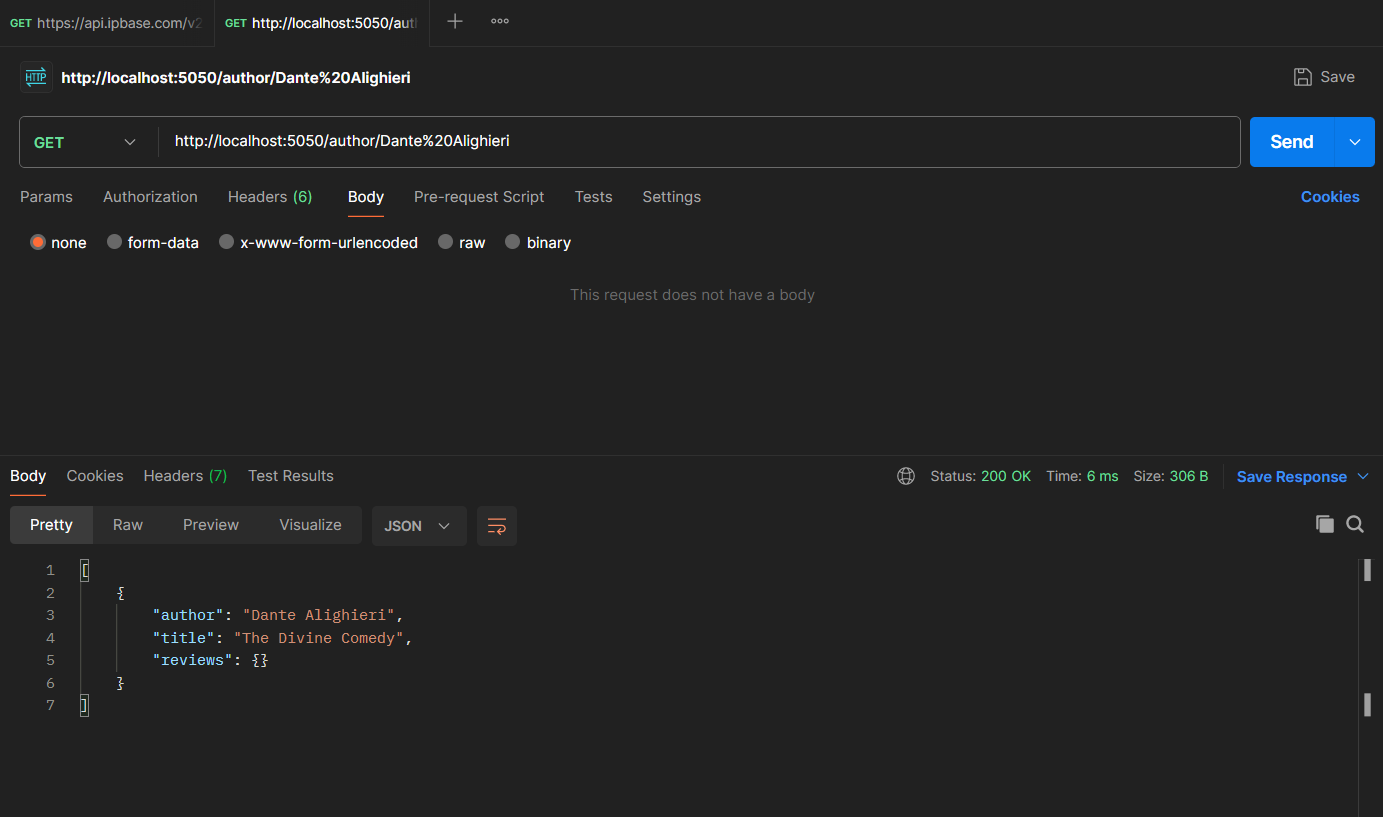 GET https://api.ipbase.com/v2 GET http://localhost:5050/aut
HTTP http://localhost:5050/author/Dante%20Alighieri Save
GET http://localhost:5050/author/Dante%20Alighieri Send
Params Authorization Headers (6) Body Pre-request Script Tests Settings Cookies
none form-data x-www-form-urlencoded raw binary
This request does not have a body
Body Cookies Headers (7) Test Results Status: 200 OK Time: 6 ms Size: 306 B Save Response
Pretty Raw Preview Visualize JSON
1 [
2 {
3 "author": "Dante Alighieri",
4 "title": "The Divine Comedy",
5 "reviews": {}
6 }
7 ]